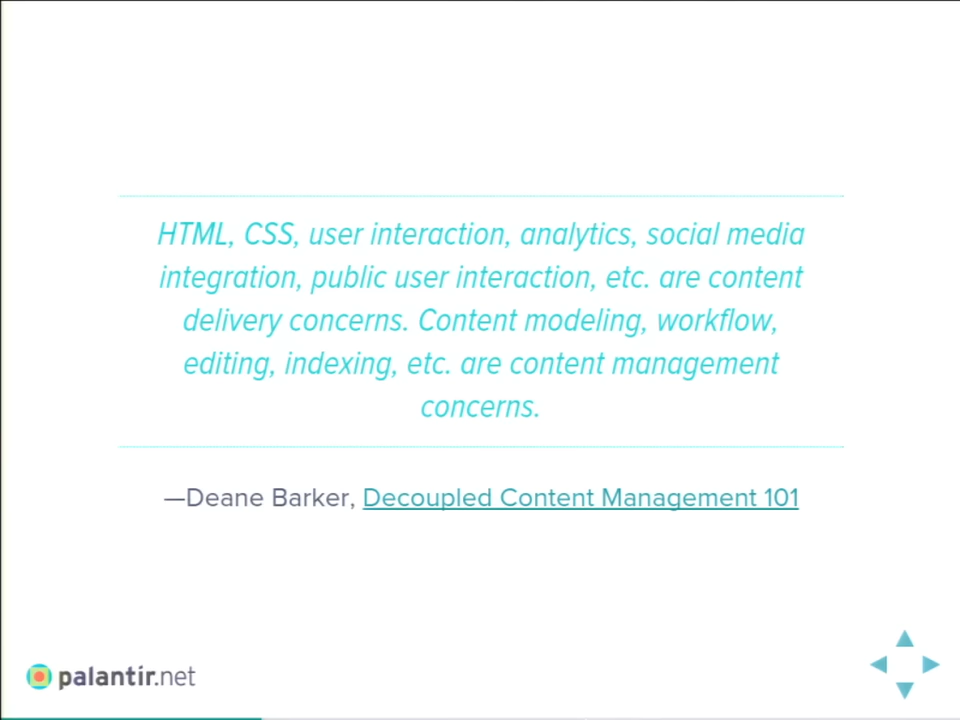 HTML, CSS, user interaction, analytics, social media
integration, public user interaction, etc. are content
delivery concerns. Content modeling, workflow,
editing, indexing, etc. are content management
concerns.
—Deane Barker, Decoupled Content Management 101
palantir.net